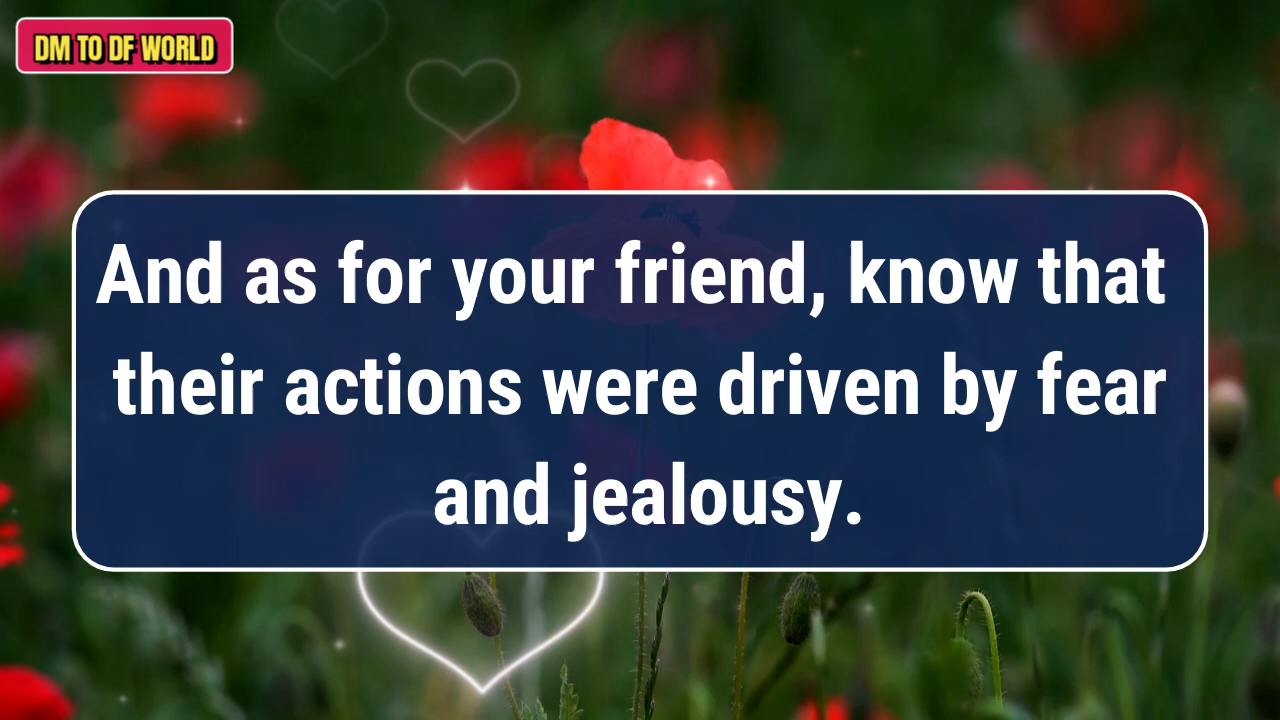 DM TO DF WORLD
And as for your friend, know that
their actions were driven by fear
and jealousy.